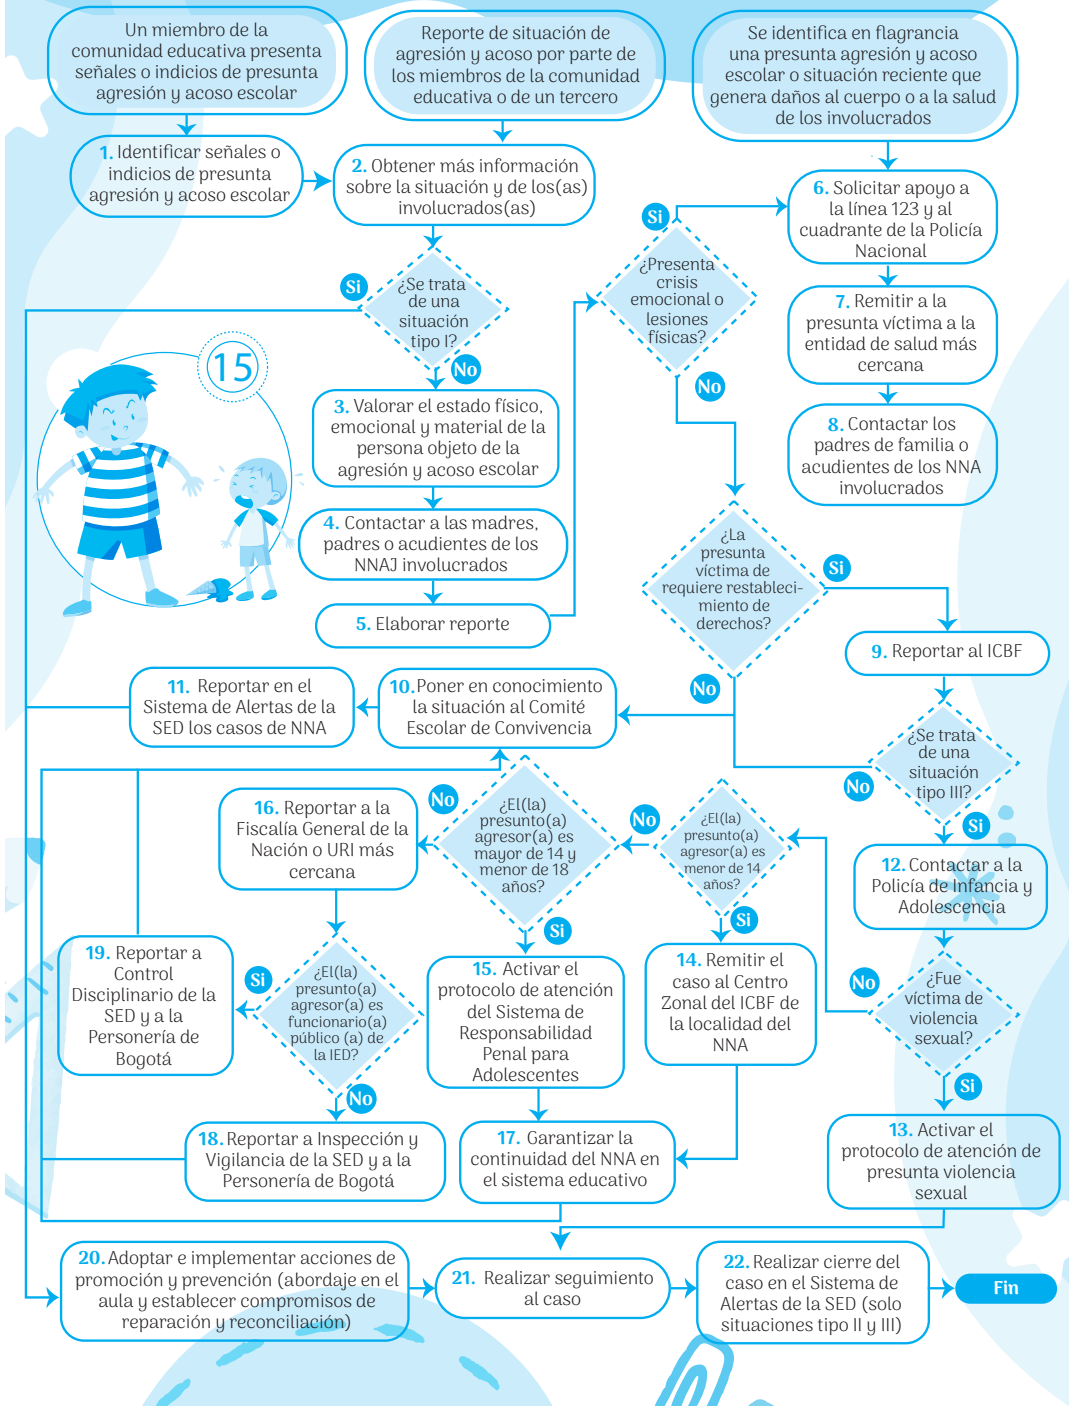 Un miembro de la
comunidad educativa presenta
señales o indicios de presunta
agresión y acoso escolar
Reporte de situación de
agresión y acoso por parte de
los miembros de la comunidad
educativa o de un tercero
Se identifica en flagrancia
una presunta agresión y acoso
escolar o situación reciente que
genera daños al cuerpo o a la salud
de los involucrados
1. Identificar señales o
indicios de presunta
agresión y acoso escolar
2. Obtener más información
sobre la situación y de los(as)
involucrados(as)
6. Solicitar apoyo a
la línea 123 y al
cuadrante de la Policía
Nacional
Si
¿Se trata
de una
situación
tipo I?
No
Si
¿Presenta
crisis
emocional o
lesiones
físicas?
No
7. Remitir a la
presunta víctima a la
entidad de salud más
cercana
15
3. Valorar el estado físico,
emocional y material de la
persona objeto de la
agresión y acoso escolar
8. Contactar los
padres de familia o
acudientes de los NNA
involucrados
4. Contactar a las madres,
padres o acudientes de los
NNAJ involucrados
5. Elaborar reporte
¿La
presunta
víctima de
requiere restableci-
miento de
derechos?
Si
No
9. Reportar al ICBF
11. Reportar en el
Sistema de Alertas de la
SED los casos de NNA
10. Poner en conocimiento
la situación al Comité
Escolar de Convivencia
¿Se trata
de una
situación
tipo III?
No
Si
16. Reportar a la
Fiscalía General de la
Nación o URI más
cercana
No
¿El(la)
presunto(a)
agresor(a) es
mayor de 14 y
menor de 18
años?
Si
No
¿El(la)
presunto(a)
agresor(a) es
menor de 14
años?
Si
12. Contactar a la
Policía de Infancia y
Adolescencia
19. Reportar a
Control
Disciplinario de la
SED y a la
Personería de
Bogotá
Si
¿El(la)
presunto(a)
agresor(a) es
funcionario(a)
público (a) de
la IED?
No
15. Activar el
protocolo de atención
del Sistema de
Responsabilidad
Penal para
Adolescentes
14. Remitir el
caso al Centro
Zonal del ICBF de
la localidad del
NNA
No
¿Fue
víctima de
violencia
sexual?
Si
18. Reportar a Inspección y
Vigilancia de la SED y a la
Personería de Bogotá
17. Garantizar la
continuidad del NNA en
el sistema educativo
13. Activar el
protocolo de atención de
presunta violencia
sexual
20. Adoptar e implementar acciones de
promoción y prevención (abordaje en el
aula y establecer compromisos de
reparación y reconciliación)
21. Realizar seguimiento
al caso
22. Realizar cierre del
caso en el Sistema de
Alertas de la SED (solo
situaciones tipo II y III)
Fin